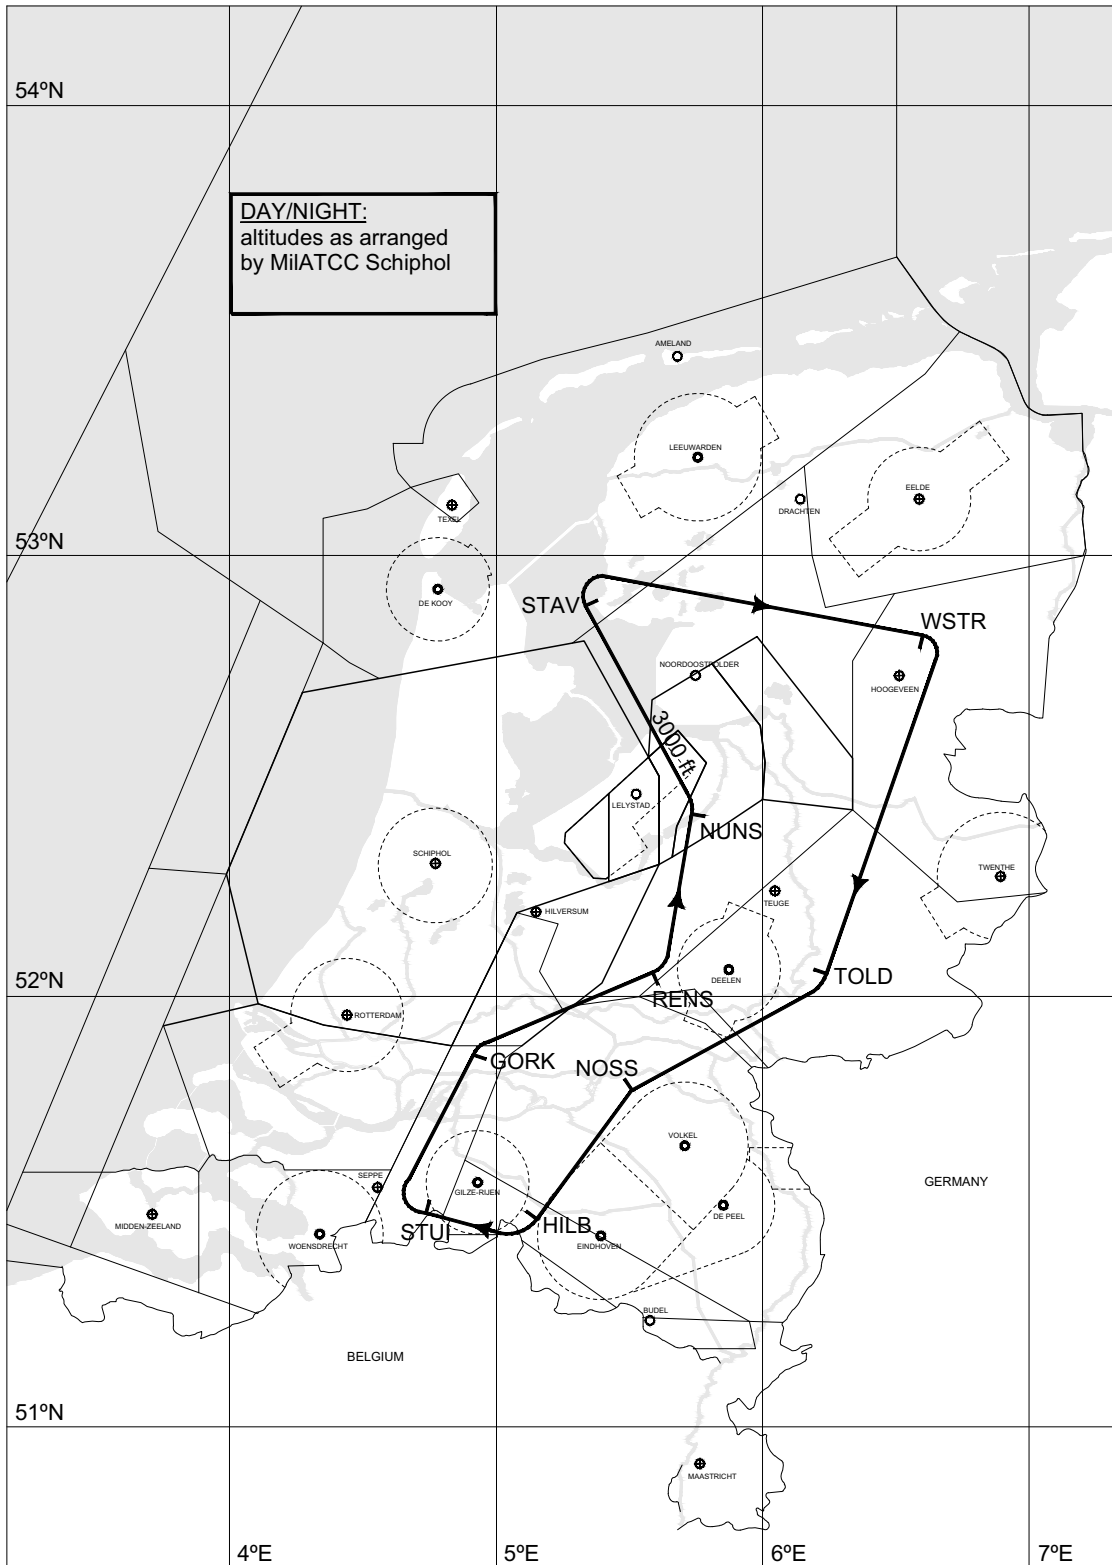 54ºN
DAY/NIGHT:
altitudes as arranged
by MilATCC Schiphol
AMELAND
LEEUWARDEN
EELDE
TEXEL
DRACHTEN
53ºN
DE KOOY
STAV
WSTR
NOORDOOSTPOLDER
HOOGEVEEN
3000-ft.
LELYSTAD
NUNS
SCHIPHOL
TWENTHE
TEUGE
HILVERSUM
DEELEN
TOLD
52ºN
RENS
ROTTERDAM
GORK
NOSS
VOLKEL
SEPPE
GILZE-RIJEN
GERMANY
MIDDEN-ZEELAND
DE PEEL
STUI
HILB
WOENSDRECHT
EINDHOVEN
BUDEL
BELGIUM
51ºN
MAASTRICHT
4ºE
5ºE
6ºE
7ºE